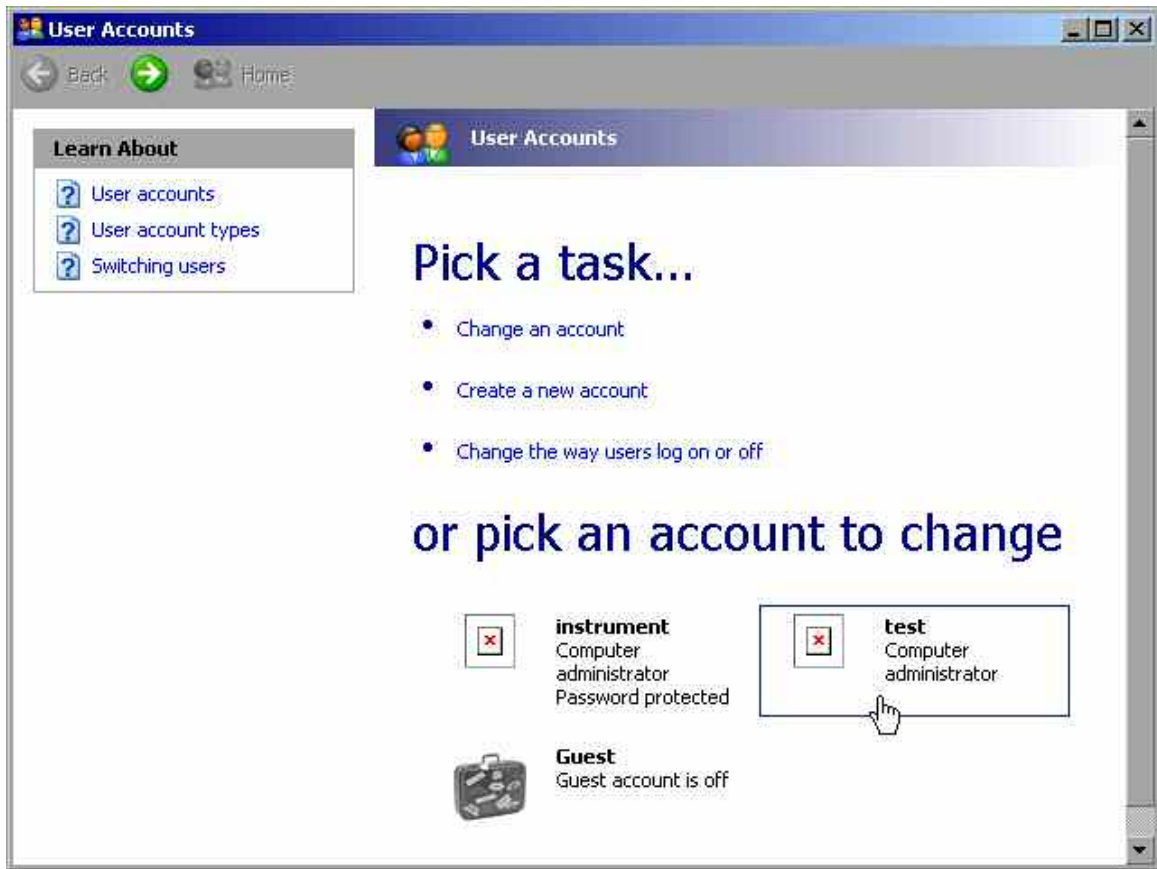 User Accounts
Back
Home
Learn About
User accounts
User account types
Switching users
User Accounts
Pick a task...
Change an account
Create a new account
Change the way users log on or off
or pick an account to change
instrument
Computer
administrator
Password protected
test
Computer
administrator
Guest
Guest account is off